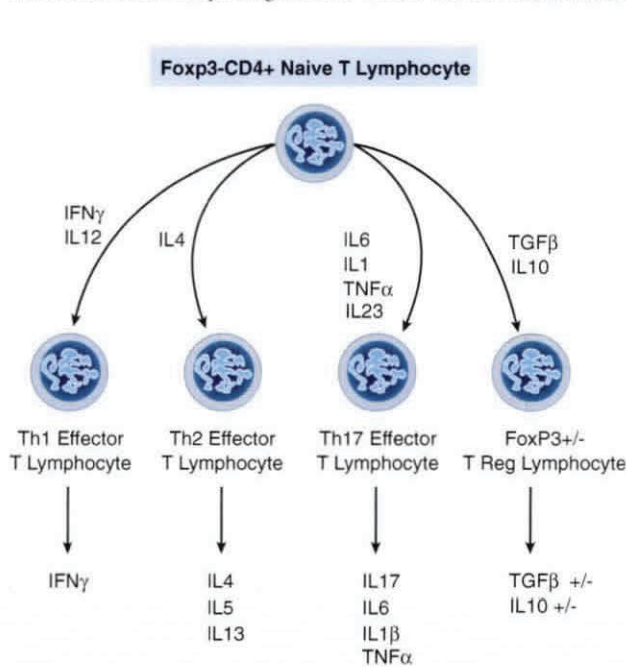 Foxp3-CD4+ Naive T Lymphocyte
IFNγ
IL12
IL4
IL6
IL1
TNFα
IL23
TGFβ
IL10
Th1 Effector
T Lymphocyte
Th2 Effector
T Lymphocyte
Th17 Effector
T Lymphocyte
FoxP3+/-
T Reg Lymphocyte
IFNγ
IL4
IL5
IL13
IL17
IL6
IL1β
TNFα
TGFβ +/-
IL10 +/-